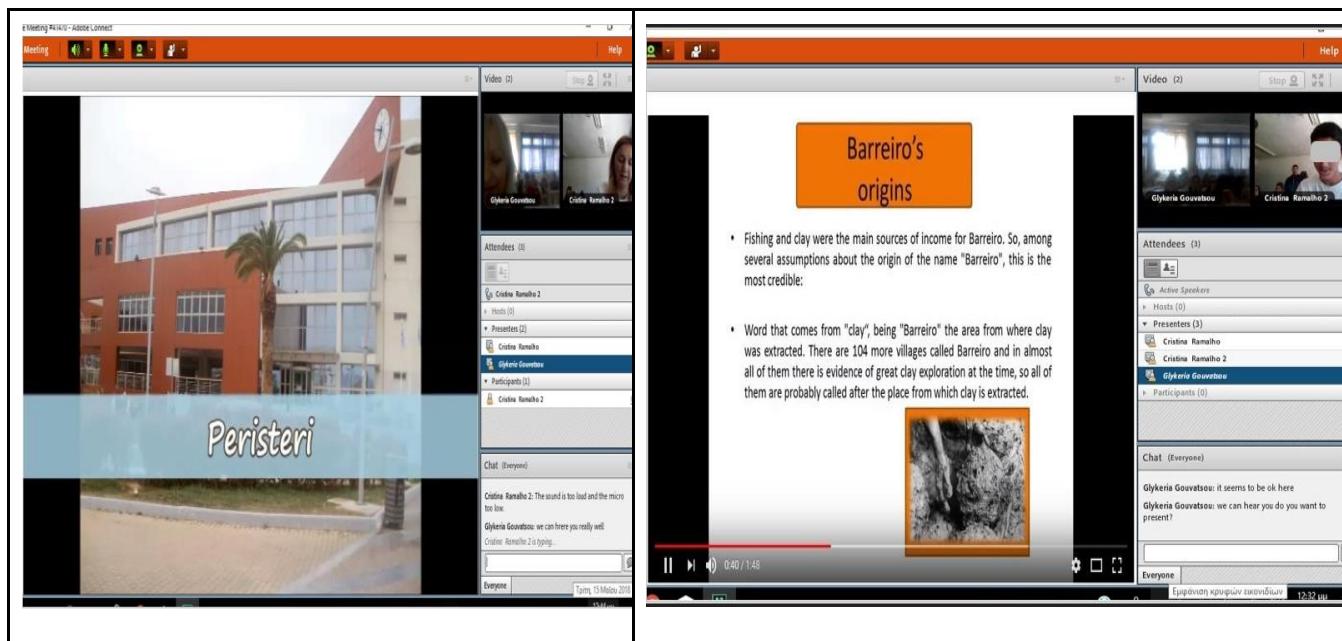 e Meeting #41470 - Adobe Connect
Meeting
Help
Video (2)
Stop
Glykeria Gouvatsou
Cristina Ramalho 2
Attendees (3)
Cristina Ramalho 2
Hosts (0)
Presenters (2)
Cristina Ramalho
Glykeria Gouvatsou
Participants (1)
Cristina Ramalho 2
Peristeri
Chat (Everyone)
Cristina Ramalho 2: The sound is too loud and the micro
too low.
Glykeria Gouvatsou: we can hrere you really well
Cristina Ramalho 2 is typing...
Everyone
Τρίτη, 15 Μαΐου 2018
Help
Video (2)
Stop
Glykeria Gouvatsou
Cristina Ramalho 2
Barreiro's
origins
• Fishing and clay were the main sources of income for Barreiro. So, among
several assumptions about the origin of the name "Barreiro", this is the
most credible:
• Word that comes from "clay", being "Barreiro" the area from where clay
was extracted. There are 104 more villages called Barreiro and in almost
all of them there is evidence of great clay exploration at the time, so all of
them are probably called after the place from which clay is extracted.
0:40 / 1:48
Attendees (3)
Active Speakers
Hosts (0)
Presenters (3)
Cristina Ramalho
Cristina Ramalho 2
Glykeria Gouvatsou
Participants (0)
Chat (Everyone)
Glykeria Gouvatsou: it seems to be ok here
Glykeria Gouvatsou: we can hear you do you want to
present?
Everyone
Εμφάνιση κρυφών εικονιδίων
12:32 μμ